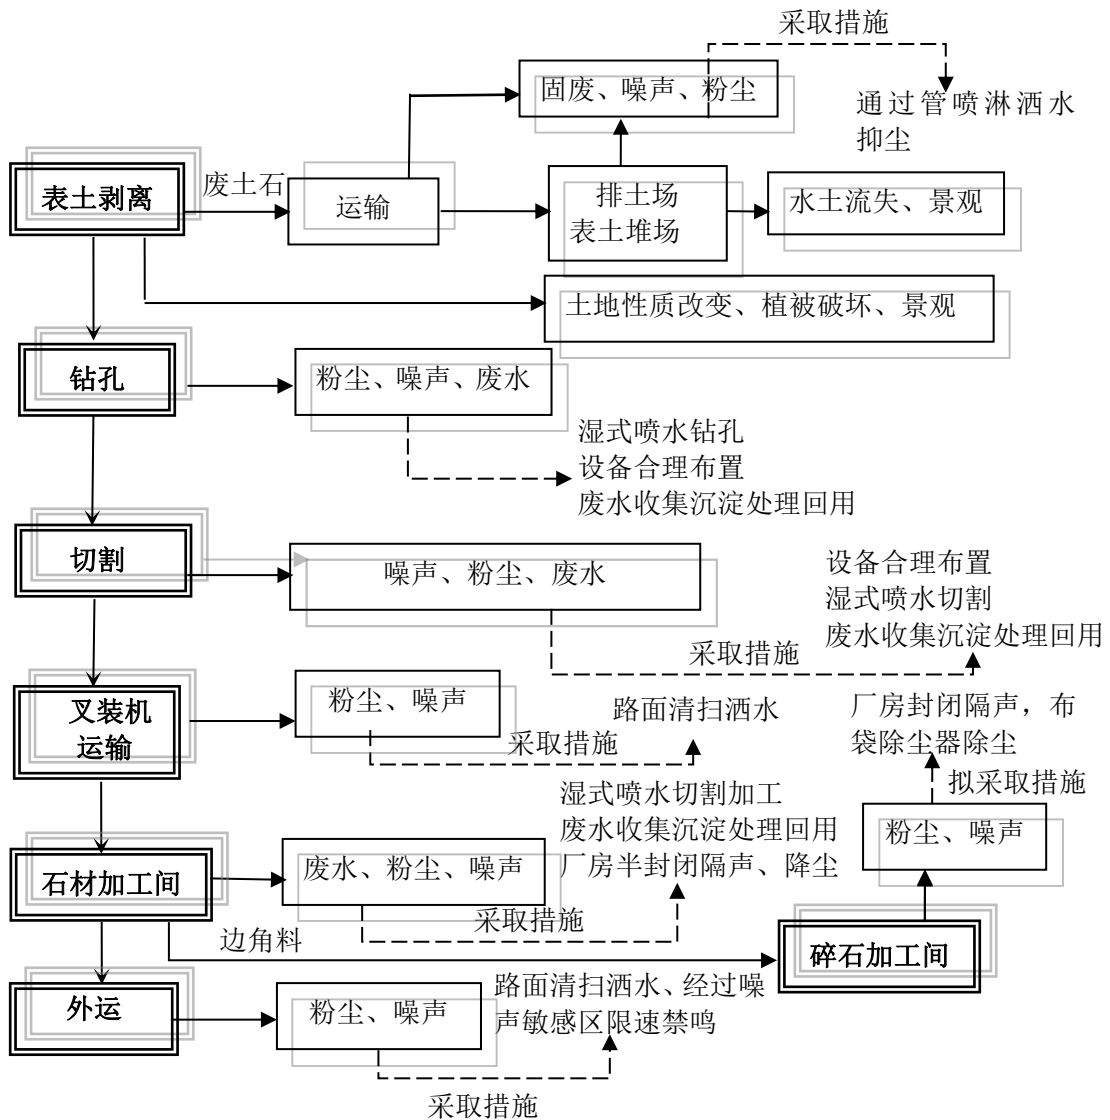 采取措施
固废、噪声、粉尘
通过管喷淋洒水
抑尘
表土剥离
废土石
运输
排土场
表土堆场
水土流失、景观
土地性质改变、植被破坏、景观
钻孔
粉尘、噪声、废水
湿式喷水钻孔
设备合理布置
废水收集沉淀处理回用
切割
噪声、粉尘、废水
设备合理布置
湿式喷水切割
废水收集沉淀处理回用
采取措施
叉装机
运输
粉尘、噪声
采取措施
路面清扫洒水
厂房封闭隔声，布
袋除尘器除尘
拟采取措施
粉尘、噪声
湿式喷水切割加工
废水收集沉淀处理回用
厂房半封闭隔声、降尘
石材加工间
废水、粉尘、噪声
采取措施
边角料
碎石加工间
外运
粉尘、噪声
路面清扫洒水、经过噪
声敏感区限速禁鸣
采取措施